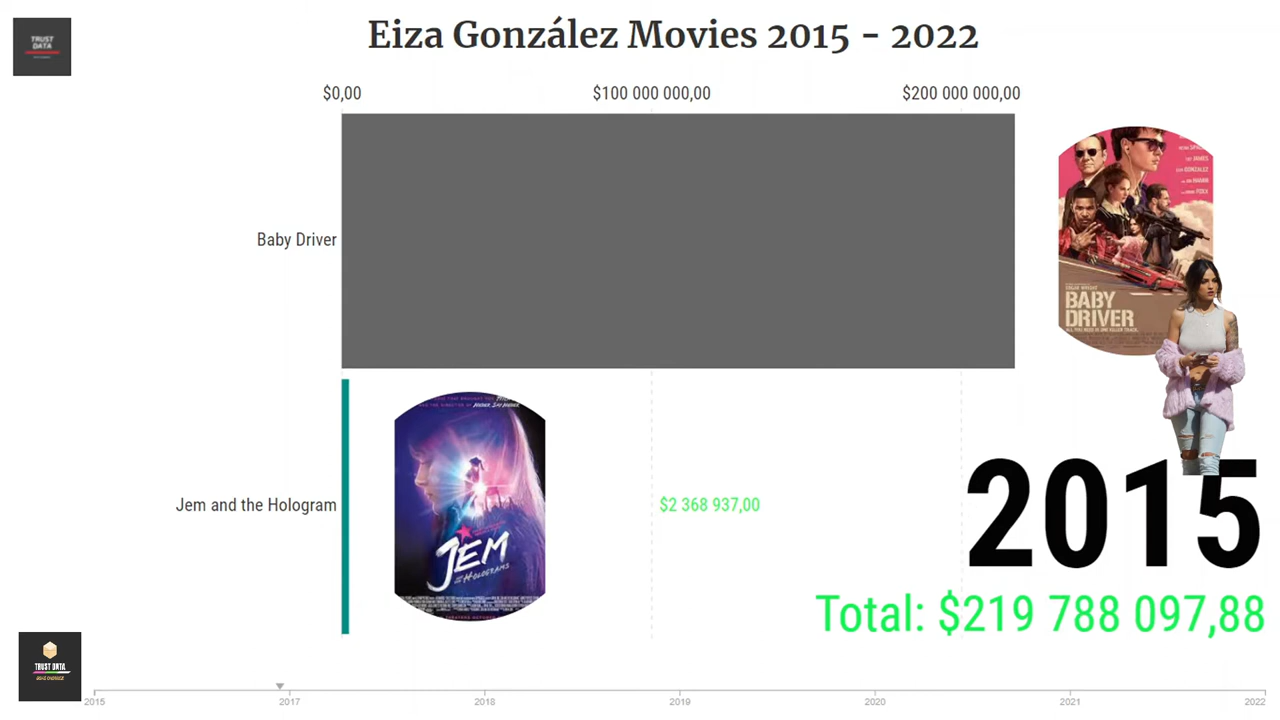 TRUST
DATA
Eiza González Movies 2015 - 2022
$0,00
$100 000 000,00
$200 000 000,00
Baby Driver
BABY
DRIVER
Jem and the Hologram
JEM
$2 368 937,00
2015
Total: $219 788 097,88
TRUST DATA
2015
2017
2018
2019
2020
2021
2022